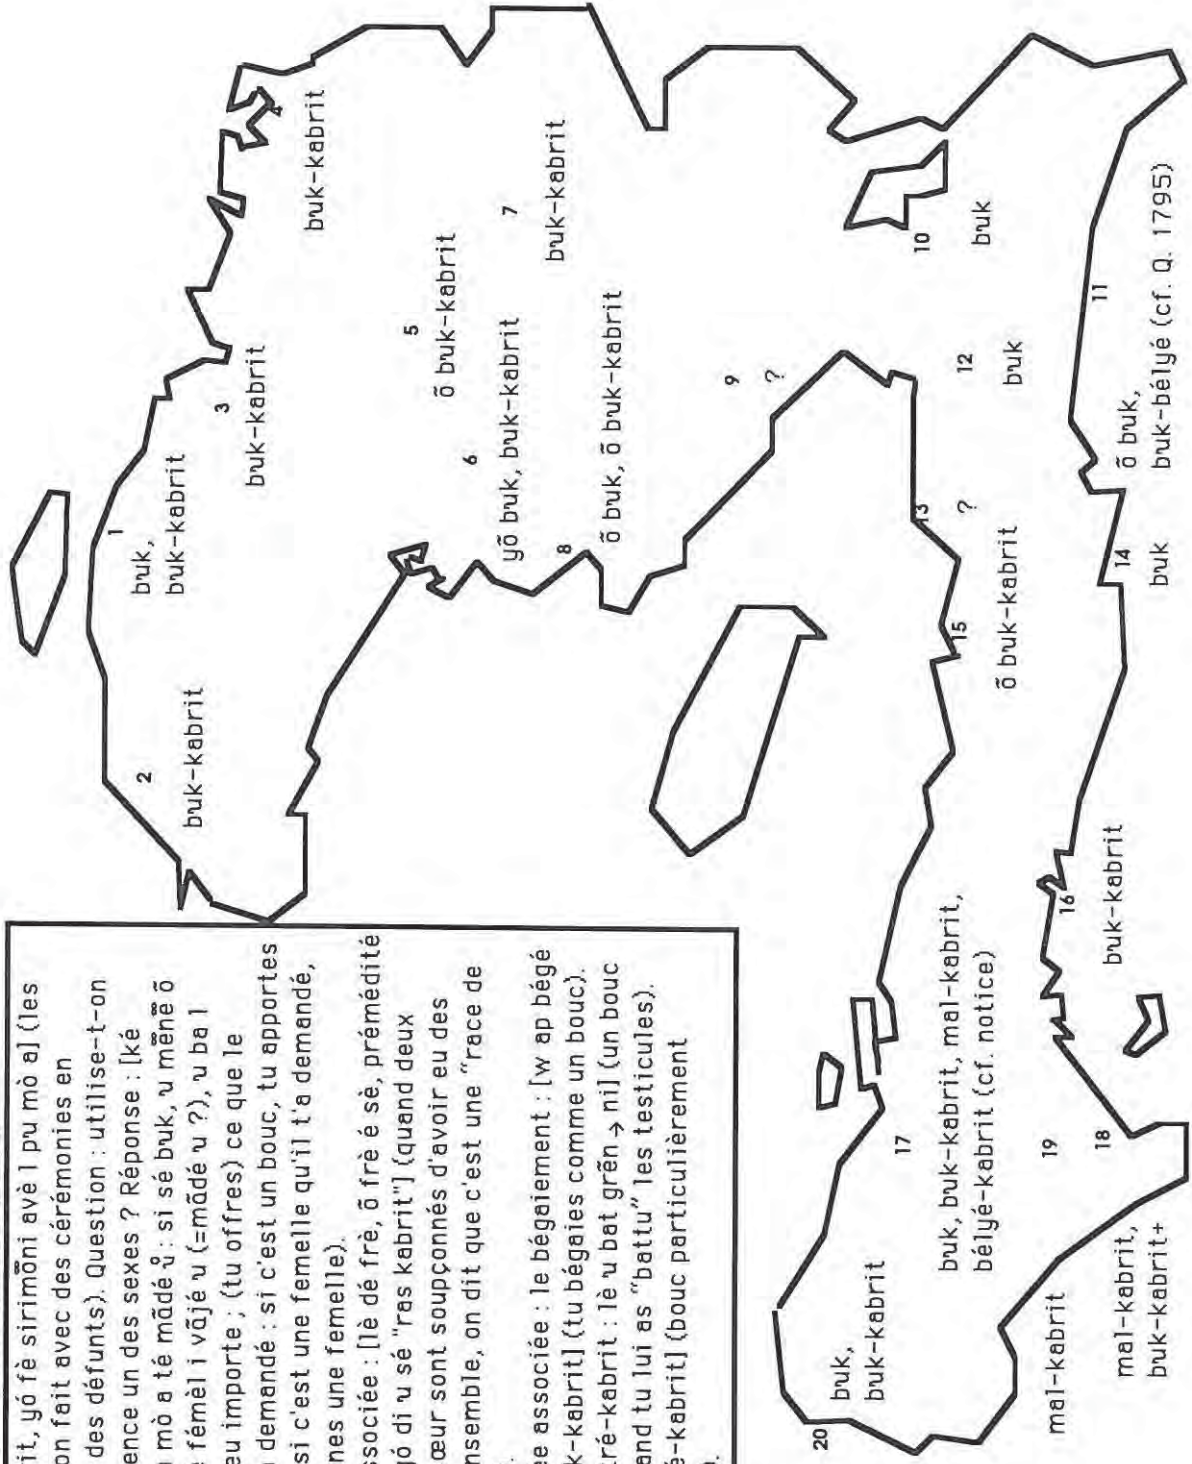 it, yó fè sirimõni avè l pu mò a] (les
on fait avec des cérémonies en
des défunts). Question : utilise-t-on
ence un des sexes ? Réponse : [ké
mò a té mãdé u : si sé buk, u mẽnẽ õ
fémèl i vãjé u (=mãdé u ?), u ba l
eu importe ; (tu offres) ce que le
demandé : si c'est un bouc, tu apportes
si c'est une femelle qu'il t'a demandé,
nes une femelle).
ssociée : [lè dé frè, õ frè é sè, prémédité
gó di u sé "ras kabrit"] (quand deux
œur sont soupçonnés d'avoir eu des
nsemble, on dit que c'est une "race de
e associée : le bégaiement : [w ap bégé
k-kabrit] (tu bégaies comme un bouc).
ré-kabrit : lè u bat grẽn → ni] (un bouc
and tu lui as "battu" les testicules).
é-kabrit] (bouc particulièrement
1
buk,
buk-kabrit
2
buk-kabrit
3
buk-kabrit
4
buk-kabrit
5
õ buk-kabrit
6
yõ buk, buk-kabrit
7
buk-kabrit
8
õ buk, õ buk-kabrit
9
?
10
buk
11
õ buk,
buk-bélyé (cf. Q. 1795)
12
buk
13
?
14
buk
15
õ buk-kabrit
16
buk-kabrit
17
buk, buk-kabrit, mal-kabrit,
bélyé-kabrit (cf. notice)
18
mal-kabrit,
buk-kabrit+
19
mal-kabrit
20
buk,
buk-kabrit